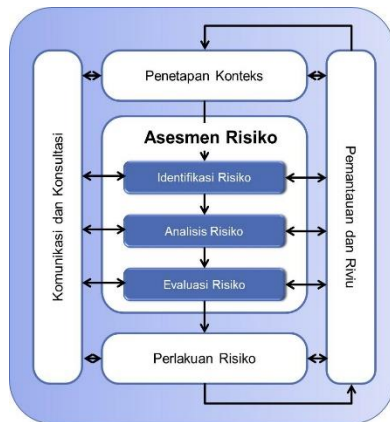 Penetapan Konteks
Komunikasi dan Konsultasi
Asesmen Risiko
Identifikasi Risiko
Analisis Risiko
Evaluasi Risiko
Pemantauan dan Riviu
Perlakuan Risiko